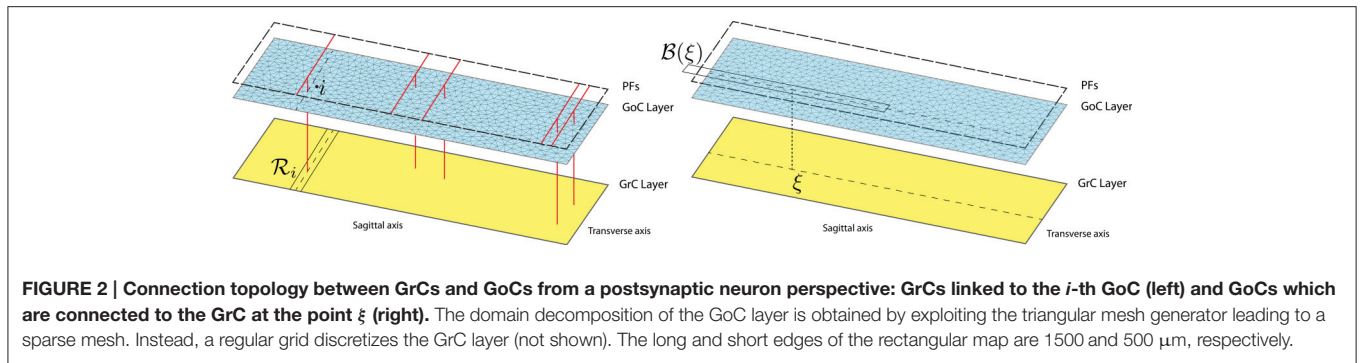 ·i
PFs
GoC Layer
ℛᵢ
GrC Layer
Sagittal axis
Transverse axis
ℬ(ξ)
PFs
GoC Layer
ξ
GrC Layer
Sagittal axis
Transverse axis
FIGURE 2 | Connection topology between GrCs and GoCs from a postsynaptic neuron perspective: GrCs linked to the i-th GoC (left) and GoCs which
are connected to the GrC at the point ξ (right). The domain decomposition of the GoC layer is obtained by exploiting the triangular mesh generator leading to a
sparse mesh. Instead, a regular grid discretizes the GrC layer (not shown). The long and short edges of the rectangular map are 1500 and 500 μm, respectively.